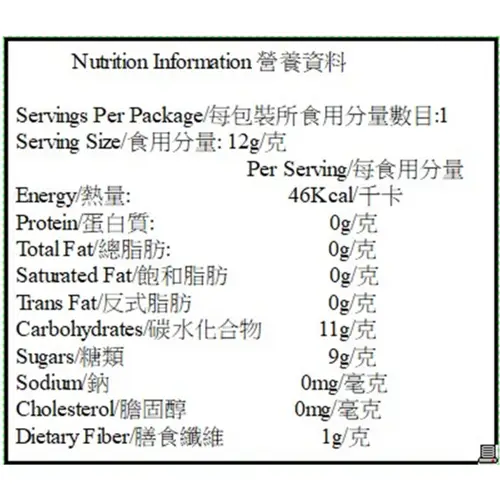 Nutrition Information 營養資料
Servings Per Package/每包裝所食用分量數目:1
Serving Size/食用分量: 12g/克
Per Serving/每食用分量
Energy/熱量: 46Kcal/千卡
Protein/蛋白質: 0g/克
Total Fat/總脂肪: 0g/克
Saturated Fat/飽和脂肪 0g/克
Trans Fat/反式脂肪 0g/克
Carbohydrates/碳水化合物 11g/克
Sugars/糖類 9g/克
Sodium/鈉 0mg/毫克
Cholesterol/膽固醇 0mg/毫克
Dietary Fiber/膳食纖維 1g/克